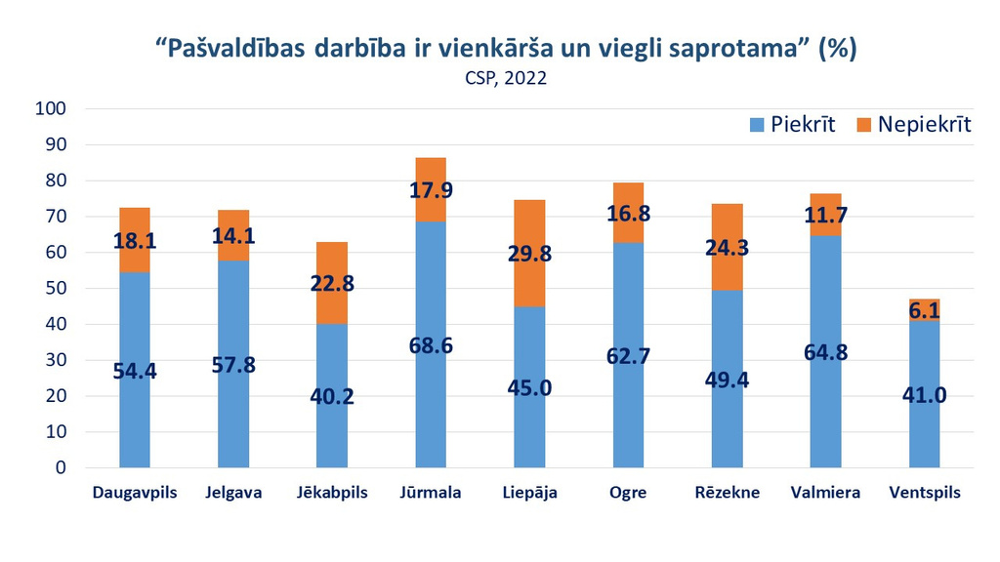 “Pašvaldības darbība ir vienkārša un viegli saprotama” (%)
CSP, 2022
Piekrīt Nepiekrīt
100
90
80
70
60
50
40
30
20
10
0
18.1 14.1 22.8 17.9 29.8 16.8 24.3 11.7 6.1
54.4 57.8 40.2 68.6 45.0 62.7 49.4 64.8 41.0
Daugavpils Jelgava Jēkabpils Jūrmala Liepāja Ogre Rēzekne Valmiera Ventspils